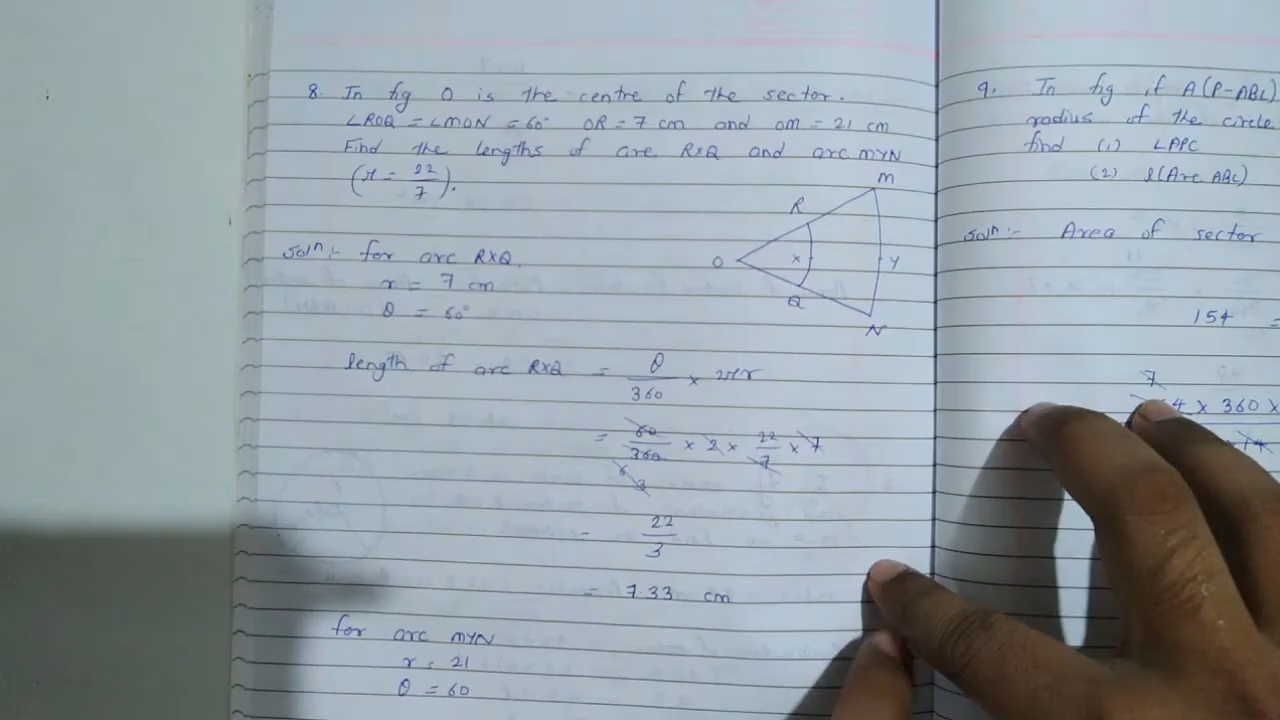 8. In fig O is the centre of the sector.
∠ROQ = ∠MON = 60° OR = 7 cm and OM = 21 cm
Find the lengths of arc RXQ and arc MYN
(π = 22/7).
M
R
O
X
Y
Q
N
Soln:- for arc RXQ.
r = 7 cm
θ = 60°
length of arc RXQ = θ/360 × 2πr
= 60/360 × 2 × 22/7 × 7
6 3
= 22/3
= 7.33 cm
for arc MYN
r = 21
θ = 60
9. In fig if A(P-ABC)
radius of the circle
find (1) ∠APC
(2) l(Arc ABC)
Soln:- Area of sector
154 =
7
4 × 360 ×
14